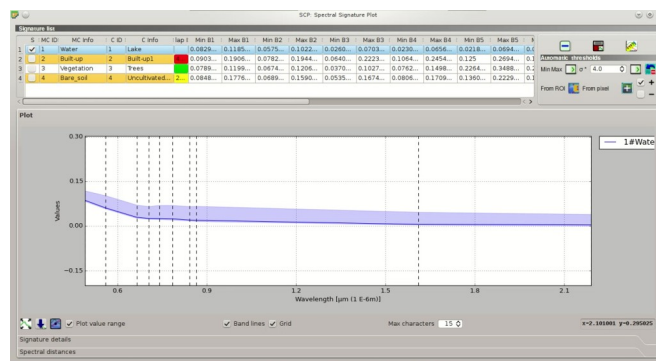 SCP: Spectral Signature Plot
Signature list
S MC ID MC Info C ID C Info lap Min B1 Max B1 Min B2 Max B2 Min B3 Max B3 Min B4 Max B4 Min B5 Max B5
1 1 Water 1 Lake 0.0829... 0.1185... 0.0575... 0.1022... 0.0260... 0.0703... 0.0230... 0.0656... 0.0218... 0.0694...
2 2 Built-up 2 Built-up1 0.0903... 0.1906... 0.0782... 0.1944... 0.0640... 0.2223... 0.1064... 0.2454... 0.125 0.2694...
3 3 Vegetation 3 Trees 0.0789... 0.1199... 0.0674... 0.1206... 0.0370... 0.1027... 0.0762... 0.1498... 0.2264... 0.3488...
4 4 Bare_soil 4 Uncultivated... 2... 0.0848... 0.1776... 0.0689... 0.1590... 0.0535... 0.1674... 0.0806... 0.1709... 0.1360... 0.2229...
Automatic thresholds
Min Max σ* 4.0
From ROI From pixel + −
Plot
0.30
1#Wate
0.15
Values
0.00
−0.15
0.6 0.9 1.2 1.5 1.8 2.1
Wavelength [μm (1 E-6m)]
Plot value range Band lines Grid Max characters 15 x=2.101001 y=0.295025
Signature details
Spectral distances